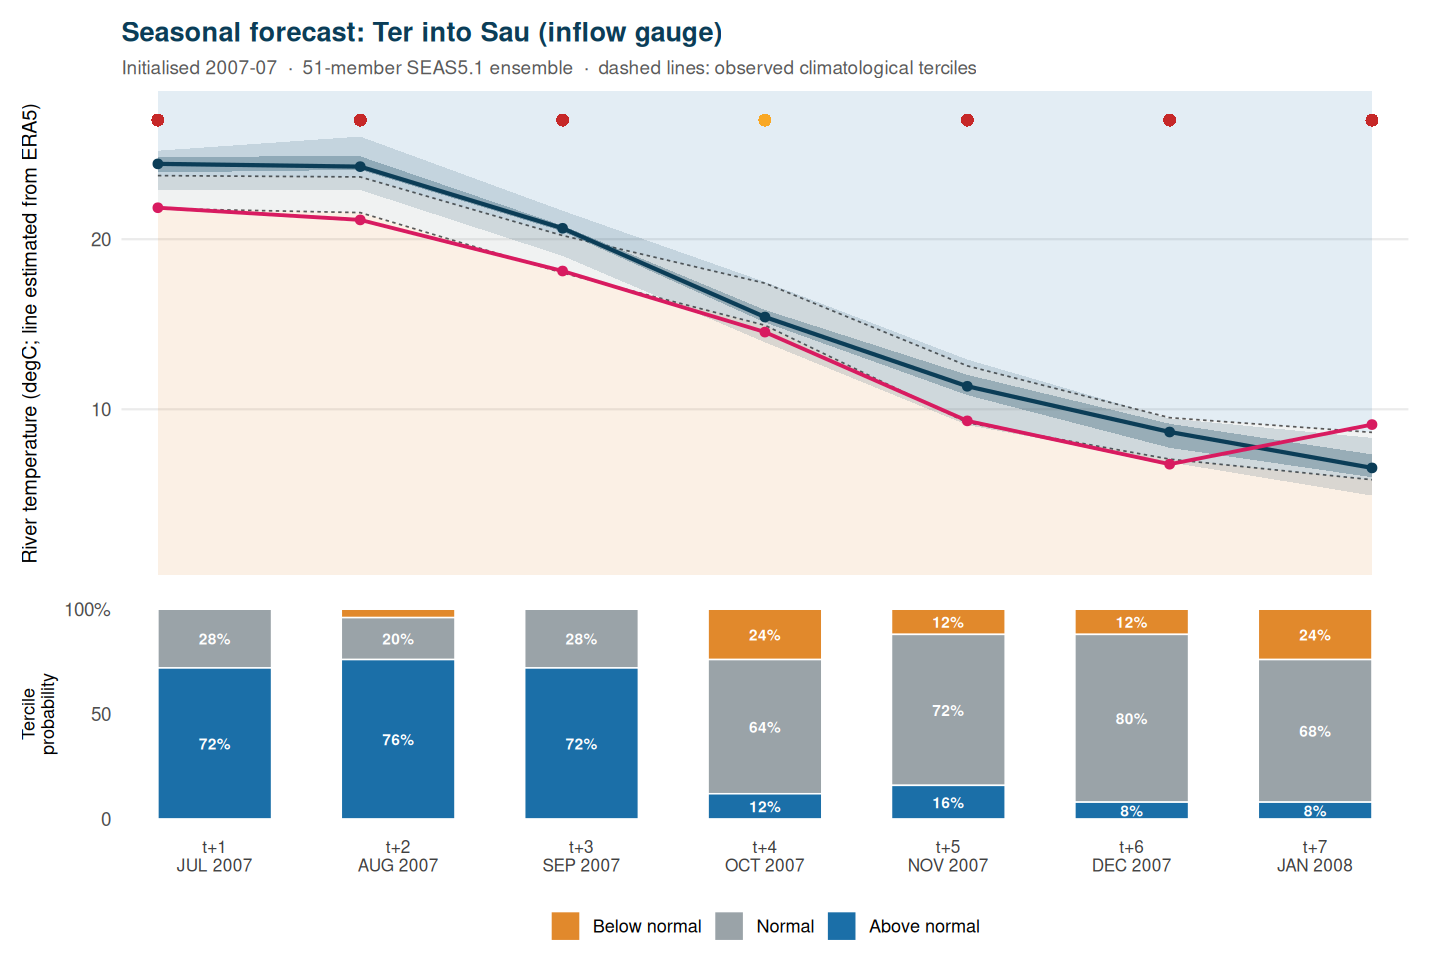 Seasonal forecast: Ter into Sau (inflow gauge)
Initialised 2007-07 · 51-member SEAS5.1 ensemble · dashed lines: observed climatological terciles
River temperature (degC; line estimated from ERA5)
20
10
Tercile
probability
100%
50
0
28%
20%
28%
24%
12%
12%
24%
72%
76%
72%
64%
72%
80%
68%
12%
16%
8%
8%
t+1
JUL 2007
t+2
AUG 2007
t+3
SEP 2007
t+4
OCT 2007
t+5
NOV 2007
t+6
DEC 2007
t+7
JAN 2008
Below normal
Normal
Above normal